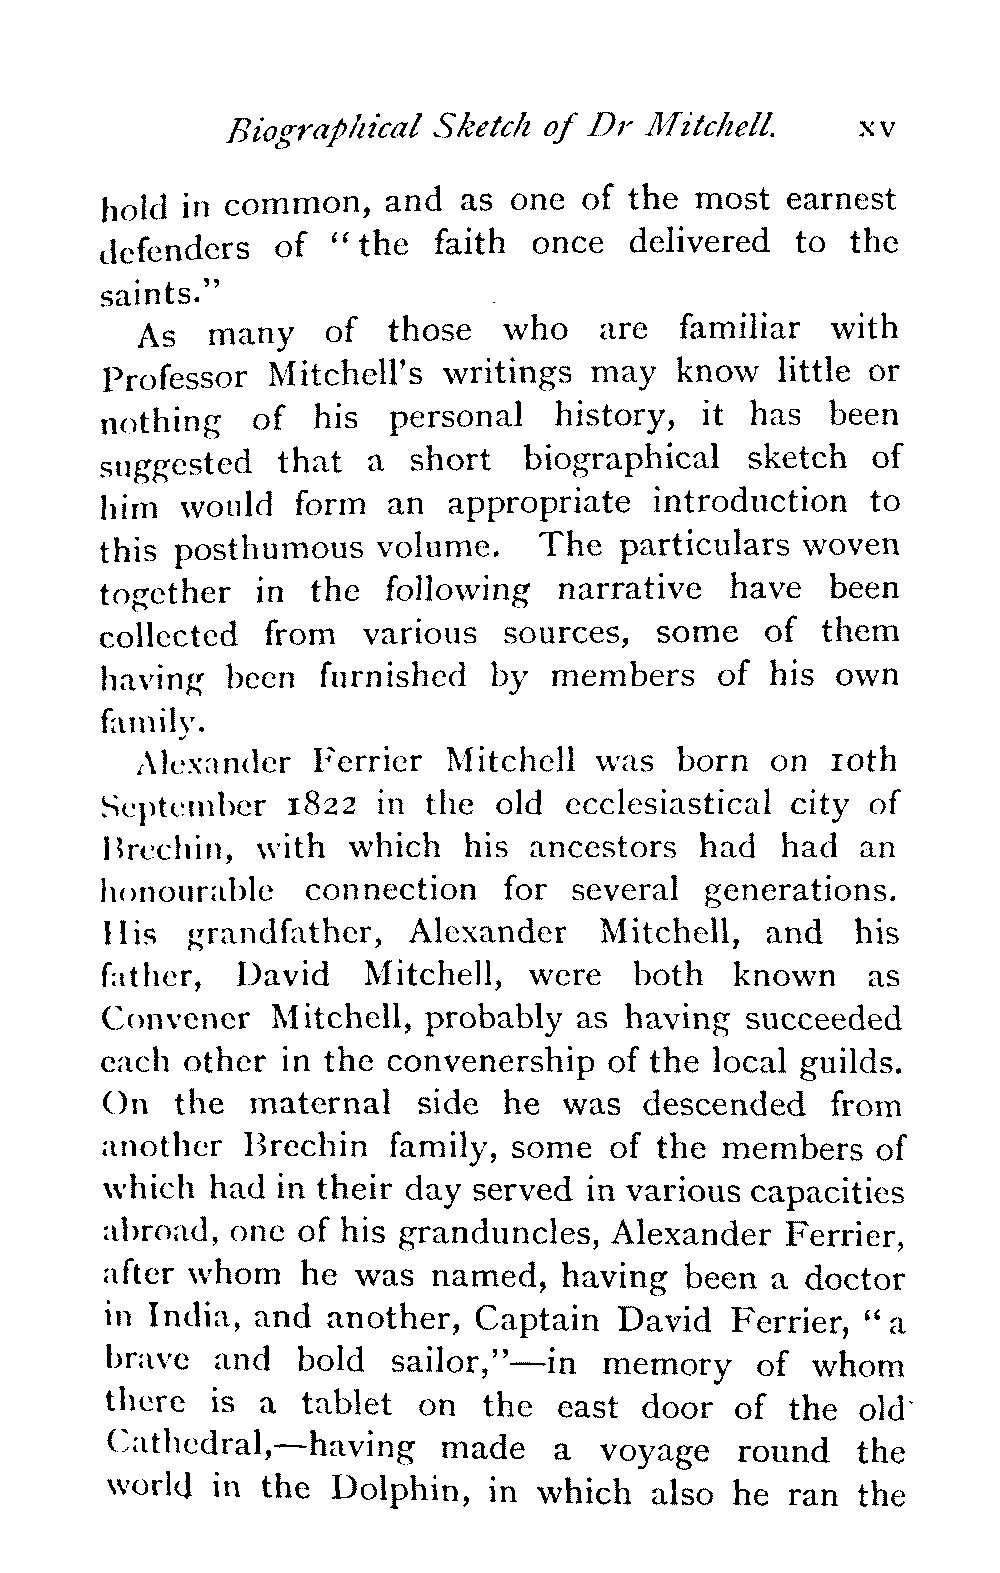 Biographical Sketch of Dr Mitchell. xv
hold in common, and as one of the most earnest
defenders of "the faith once delivered to the
saints."
As many of those who are familiar with
Professor Mitchell's writings may know little or
nothing of his personal history, it has been
suggested that a short biographical sketch of
him would form an appropriate introduction to
this posthumous volume. The particulars woven
together in the following narrative have been
collected from various sources, some of them
having been furnished by members of his own
family.
Alexander Ferrier Mitchell was born on 10th
September 1822 in the old ecclesiastical city of
Brechin, with which his ancestors had had an
honourable connection for several generations.
His grandfather, Alexander Mitchell, and his
father, David Mitchell, were both known as
Convener Mitchell, probably as having succeeded
each other in the convenership of the local guilds.
On the maternal side he was descended from
another Brechin family, some of the members of
which had in their day served in various capacities
abroad, one of his granduncles, Alexander Ferrier,
after whom he was named, having been a doctor
in India, and another, Captain David Ferrier, "a
brave and bold sailor,"—in memory of whom
there is a tablet on the east door of the old
Cathedral,—having made a voyage round the
world in the Dolphin, in which also he ran the